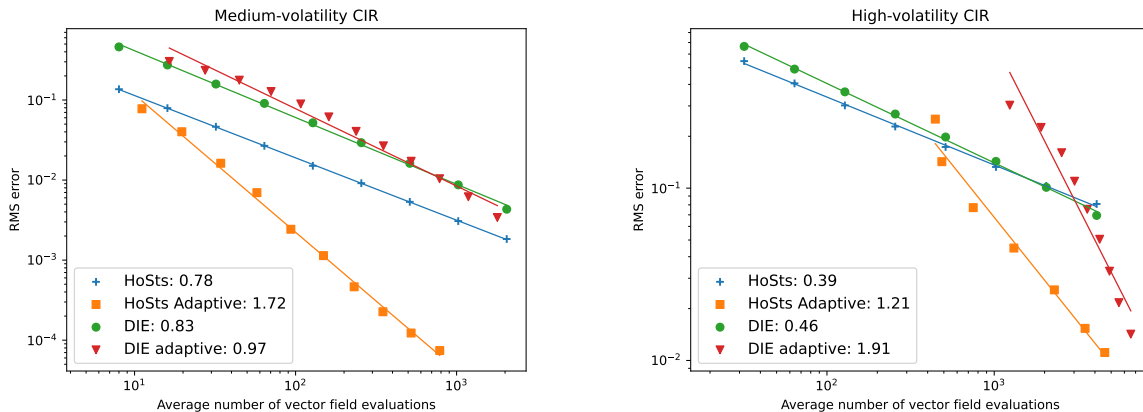 Medium-volatility CIR
RMS error
10⁻¹
10⁻²
10⁻³
10⁻⁴
HoSts: 0.78
HoSts Adaptive: 1.72
DIE: 0.83
DIE adaptive: 0.97
10¹
10²
10³
Average number of vector field evaluations
High-volatility CIR
RMS error
10⁻¹
10⁻²
HoSts: 0.39
HoSts Adaptive: 1.21
DIE: 0.46
DIE adaptive: 1.91
10²
10³
Average number of vector field evaluations